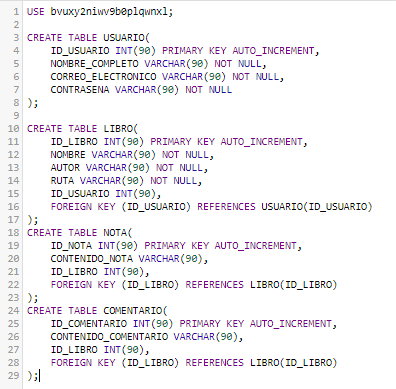 1 USE bvuxy2niwv9b0plqwnxl;
2
3 CREATE TABLE USUARIO(
4 ID_USUARIO INT(90) PRIMARY KEY AUTO_INCREMENT,
5 NOMBRE_COMPLETO VARCHAR(90) NOT NULL,
6 CORREO_ELECTRONICO VARCHAR(90) NOT NULL,
7 CONTRASENA VARCHAR(90) NOT NULL
8 );
9
10 CREATE TABLE LIBRO(
11 ID_LIBRO INT(90) PRIMARY KEY AUTO_INCREMENT,
12 NOMBRE VARCHAR(90) NOT NULL,
13 AUTOR VARCHAR(90) NOT NULL,
14 RUTA VARCHAR(90) NOT NULL,
15 ID_USUARIO INT(90),
16 FOREIGN KEY (ID_USUARIO) REFERENCES USUARIO(ID_USUARIO)
17 );
18 CREATE TABLE NOTA(
19 ID_NOTA INT(90) PRIMARY KEY AUTO_INCREMENT,
20 CONTENIDO_NOTA VARCHAR(90),
21 ID_LIBRO INT(90),
22 FOREIGN KEY (ID_LIBRO) REFERENCES LIBRO(ID_LIBRO)
23 );
24 CREATE TABLE COMENTARIO(
25 ID_COMENTARIO INT(90) PRIMARY KEY AUTO_INCREMENT,
26 CONTENIDO_COMENTARIO VARCHAR(90),
27 ID_LIBRO INT(90),
28 FOREIGN KEY (ID_LIBRO) REFERENCES LIBRO(ID_LIBRO)
29 );